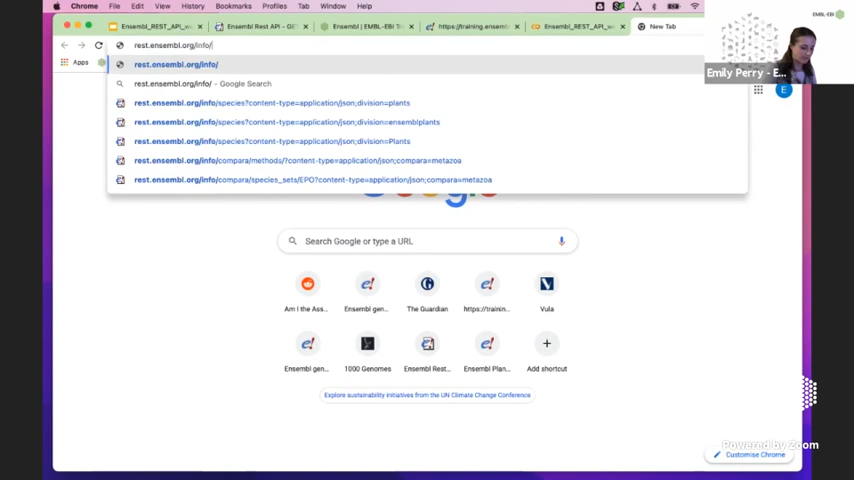 Chrome File Edit View History Bookmarks Profiles Tab Window Help
Ensembl_REST_API_w
Ensembl Rest API - GE
Ensembl | EMBL-EBI Tr
https://training.ensem
Ensembl_REST_API_w
New Tab
EMBL-EBI
rest.ensembl.org/info/
Apps
rest.ensembl.org/info/
rest.ensembl.org/info/ - Google Search
rest.ensembl.org/info/species?content-type=application/json;division=plants
rest.ensembl.org/info/species?content-type=application/json;division=ensemblplants
rest.ensembl.org/info/species?content-type=application/json;division=Plants
rest.ensembl.org/info/compara/methods/?content-type=application/json;compara=metazoa
rest.ensembl.org/info/compara/species_sets/EPO?content-type=application/json;compara=metazoa
Emily Perry - E...
E
Search Google or type a URL
Am I the Ass...
Ensembl gen...
The Guardian
https://trainin...
Vula
Ensembl gen...
1000 Genomes
Ensembl Rest...
Ensembl Plan...
Add shortcut
Explore sustainability initiatives from the UN Climate Change Conference
Powered by Zoom
Customise Chrome